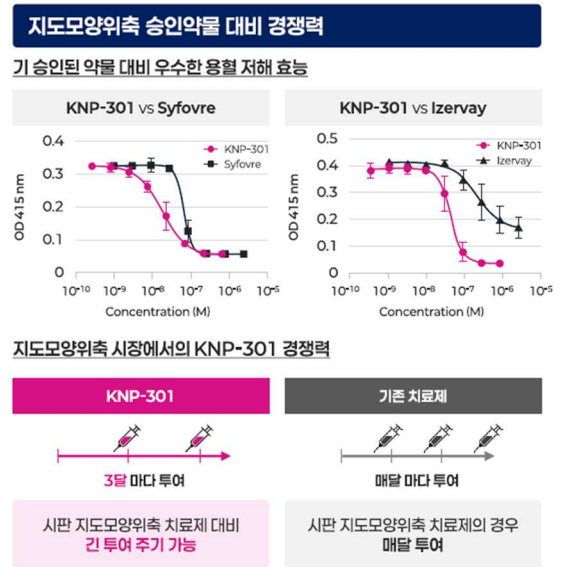 지도모양위축 승인약물 대비 경쟁력
기 승인된 약물 대비 우수한 용혈 저해 효능
KNP-301 vs Syfovre
KNP-301 vs Izervay
0.4
0.3
0.2
0.1
0
OD 415 nm
KNP-301
Syfovre
10-10 10-9 10-8 10-7 10-6 10-5
Concentration (M)
0.5
0.4
0.3
0.2
0.1
0
OD 415 nm
KNP-301
Izervay
10-10 10-9 10-8 10-7 10-6 10-5
Concentration (M)
지도모양위축 시장에서의 KNP-301 경쟁력
KNP-301
기존 치료제
3달 마다 투여
매달 마다 투여
시판 지도모양위축 치료제 대비
긴 투여 주기 가능
시판 지도모양위축 치료제의 경우
매달 투여